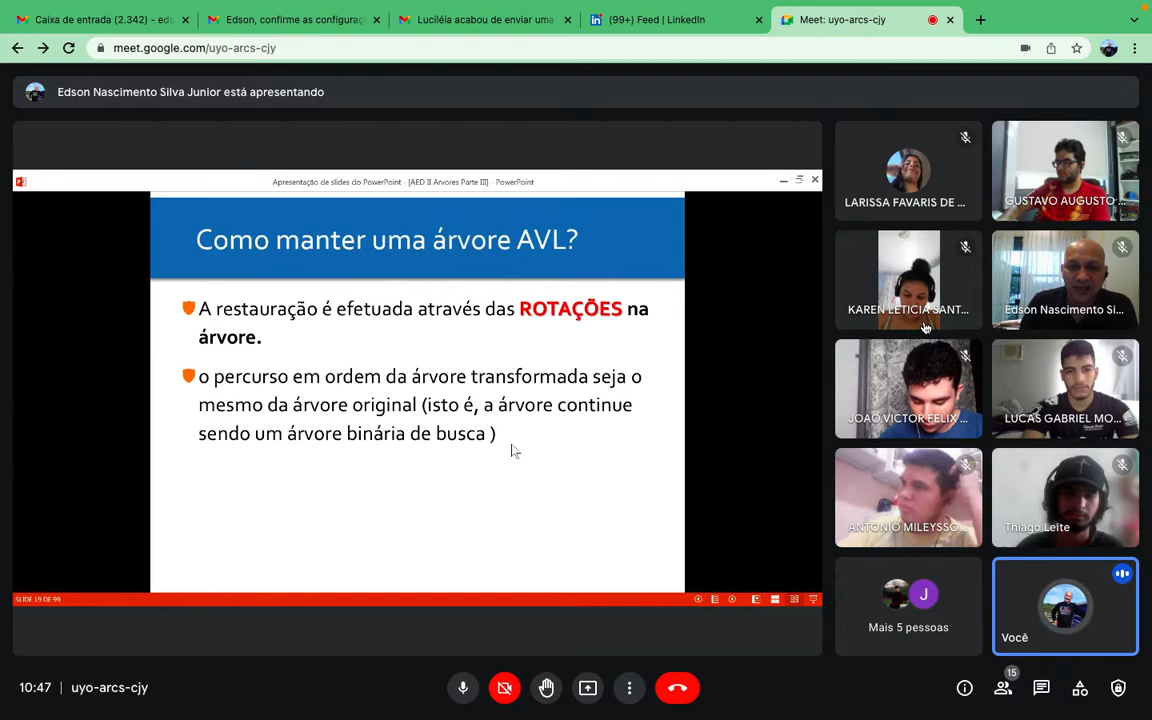 Caixa de entrada (2.342) - eds
Edson, confirme as configuraç
Luciléia acabou de enviar uma
(99+) Feed | LinkedIn
Meet: uyo-arcs-cjy
meet.google.com/uyo-arcs-cjy
Edson Nascimento Silva Junior está apresentando
Apresentação de slides do PowerPoint - [AED II Arvores Parte III] - PowerPoint
Como manter uma árvore AVL?
A restauração é efetuada através das ROTAÇÕES na
árvore.
o percurso em ordem da árvore transformada seja o
mesmo da árvore original (isto é, a árvore continue
sendo um árvore binária de busca )
SLIDE 19 DE 99
LARISSA FAVARIS DE ...
GUSTAVO AUGUSTO ...
KAREN LETICIA SANT...
Edson Nascimento Si...
JOAO VICTOR FELIX ...
LUCAS GABRIEL MO...
ANTONIO MILEYSSO...
Thiago Leite
J
Mais 5 pessoas
Você
10:47 | uyo-arcs-cjy
15